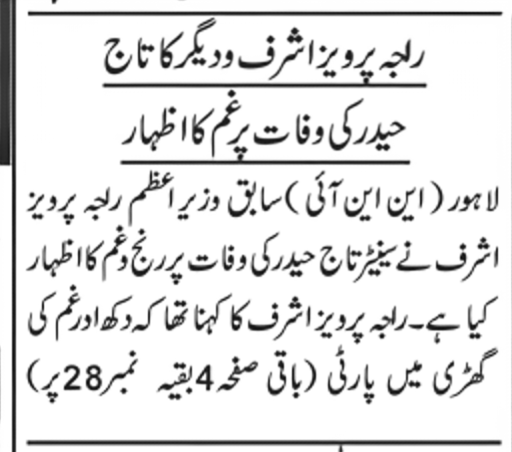 راجہ پرویز اشرف ودیگر کا تاج
حیدر کی وفات پر غم کا اظہار
لاہور (این این آئی) سابق وزیر اعظم راجہ پرویز
اشرف نے سینیٹر تاج حیدر کی وفات پر رنج وغم کا اظہار
کیا ہے۔ راجہ پرویز اشرف کا کہنا تھا کہ دکھ اور غم کی
گھڑی میں پارٹی (باقی صفحہ 4 بقیہ نمبر 28 پر)